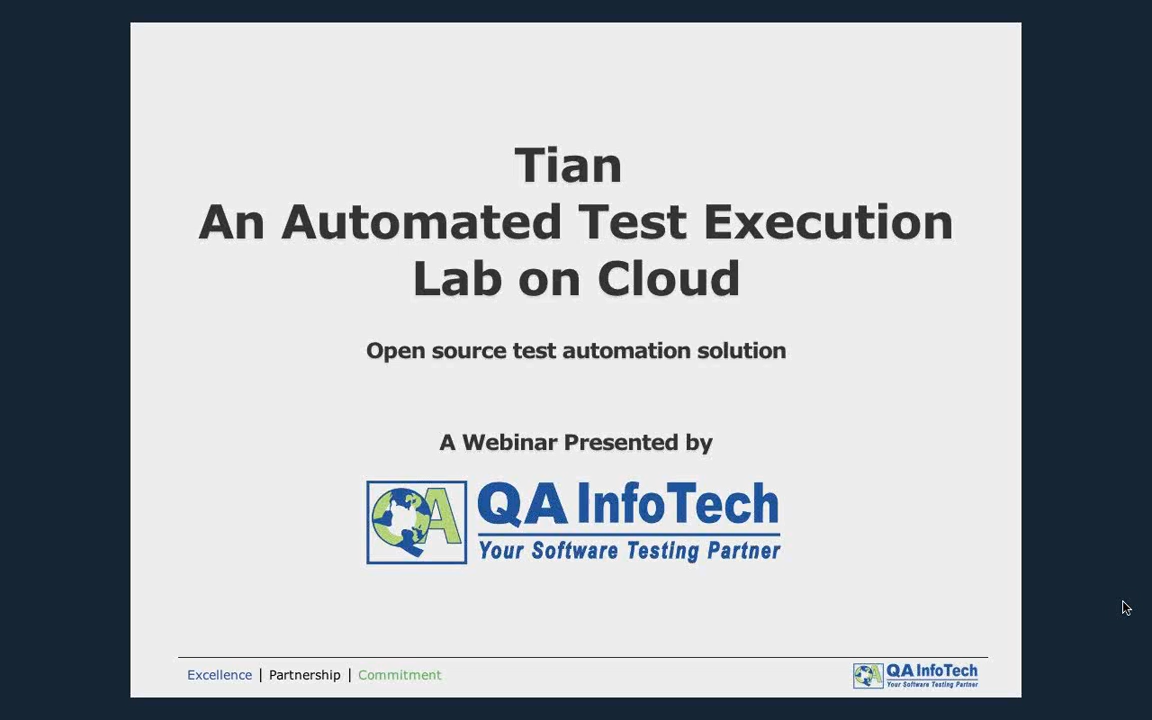 Tian
An Automated Test Execution
Lab on Cloud
Open source test automation solution
A Webinar Presented by
QA
QA InfoTech
Your Software Testing Partner
Excellence | Partnership | Commitment
QA InfoTech
Your Software Testing Partner